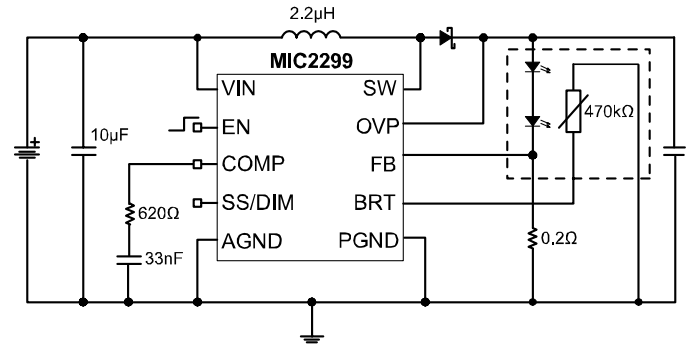 2.2µH
MIC2299
VIN
SW
EN
OVP
470kΩ
10µF
COMP
FB
620Ω
SS/DIM
BRT
33nF
AGND
PGND
0.2Ω
+